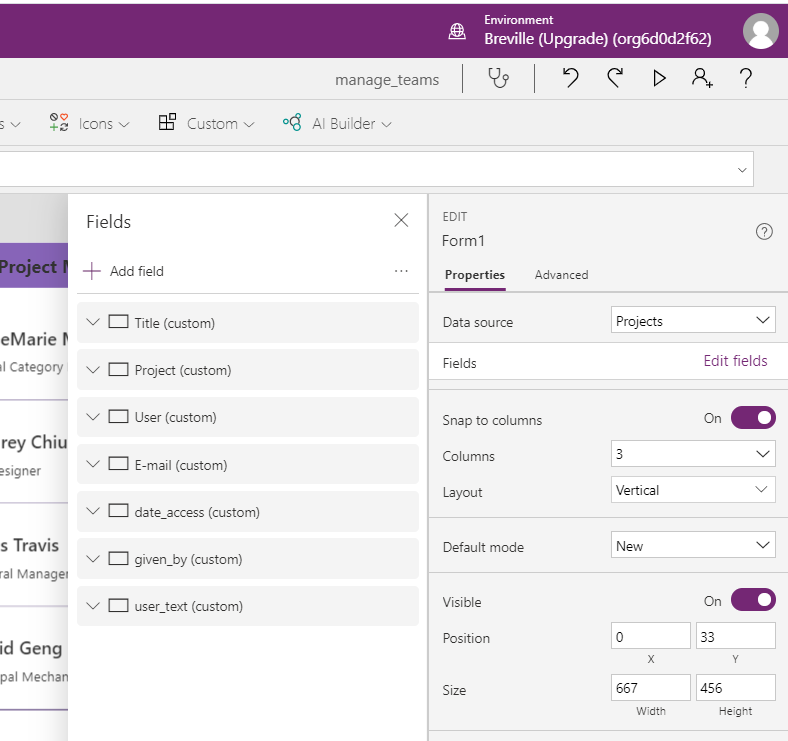 Environment
Breville (Upgrade) (org6d0d2f62)
manage_teams
Icons
Custom
AI Builder
Project
eMarie
al Category
rey Chiu
esigner
s Travis
ral Manager
id Geng
pal Mechan
Fields
Add field
Title (custom)
Project (custom)
User (custom)
E-mail (custom)
date_access (custom)
given_by (custom)
user_text (custom)
EDIT
Form1
Properties Advanced
Data source Projects
Fields Edit fields
Snap to columns On
Columns 3
Layout Vertical
Default mode New
Visible On
Position 0 33
X Y
Size 667 456
Width Height